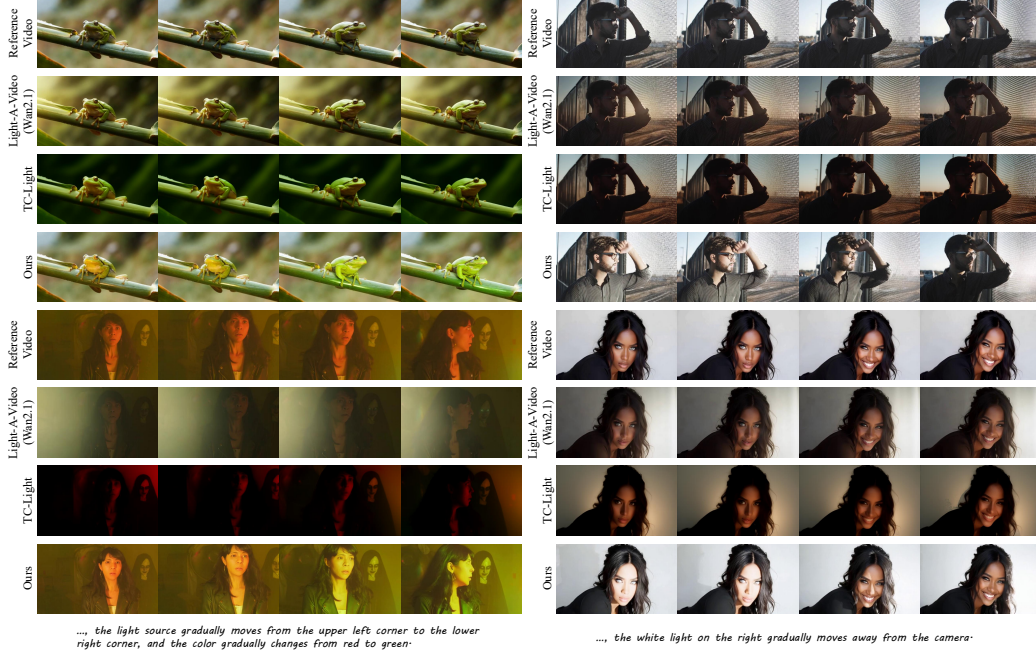 Reference
Video
Light-A-Video
(Wan2.1)
TC-Light
Ours
Reference
Video
Light-A-Video
(Wan2.1)
TC-Light
Ours
..., the light source gradually moves from the upper left corner to the lower
right corner, and the color gradually changes from red to green.
Reference
Video
Light-A-Video
(Wan2.1)
TC-Light
Ours
Reference
Video
Light-A-Video
(Wan2.1)
TC-Light
Ours
..., the white light on the right gradually moves away from the camera.